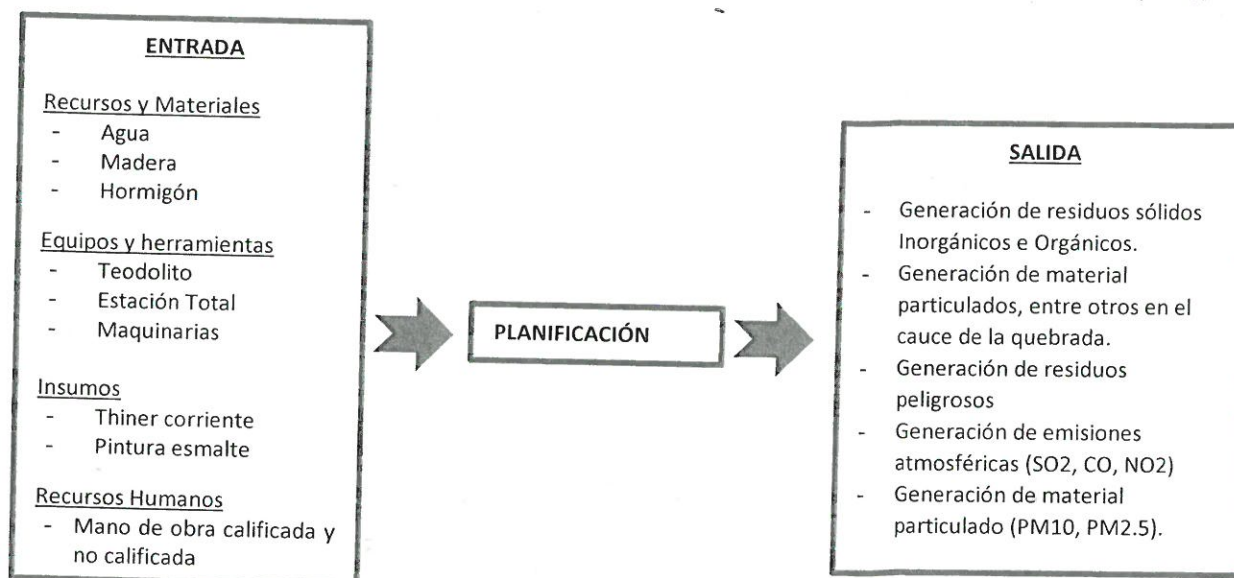 ENTRADA
Recursos y Materiales
- Agua
- Madera
- Hormigón
Equipos y herramientas
- Teodolito
- Estación Total
- Maquinarias
Insumos
- Thiner corriente
- Pintura esmalte
Recursos Humanos
- Mano de obra calificada y
no calificada
PLANIFICACIÓN
SALIDA
- Generación de residuos sólidos
Inorgánicos e Orgánicos.
- Generación de material
particulados, entre otros en el
cauce de la quebrada.
- Generación de residuos
peligrosos
- Generación de emisiones
atmosféricas (SO2, CO, NO2)
- Generación de material
particulado (PM10, PM2.5).